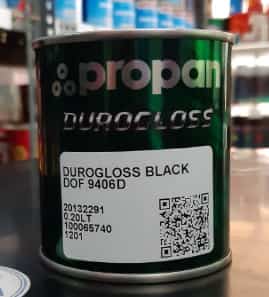 propan
DUROGLOSS
DUROGLOSS BLACK
DOF 9406D
20132291
0.20LT
100065740
1201